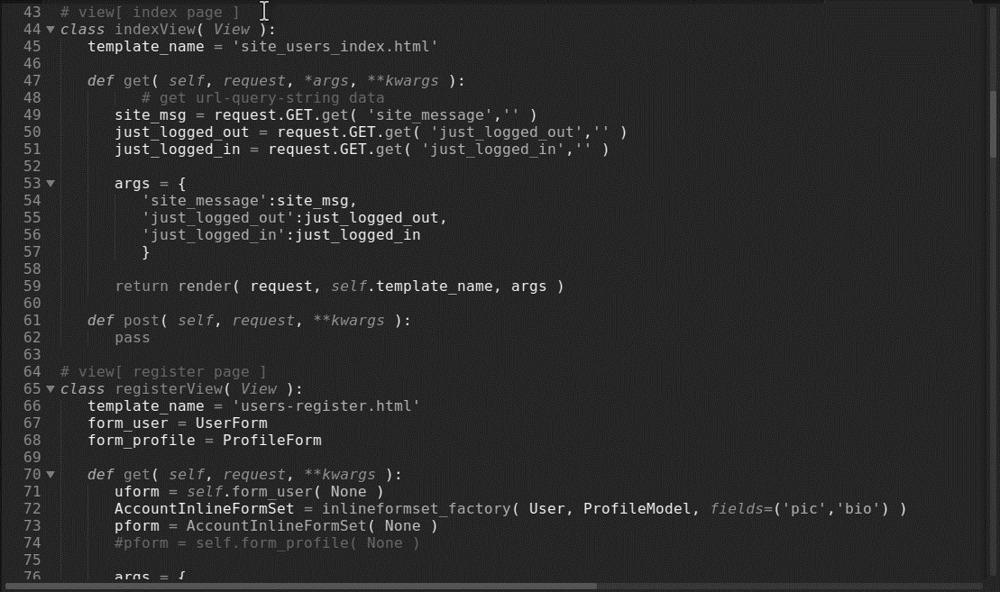 43 # view[ index page ]
44 class indexView( View ):
45    template_name = 'site_users_index.html'
46
47    def get( self, request, *args, **kwargs ):
48          # get url-query-string data
49       site_msg = request.GET.get( 'site_message','' )
50       just_logged_out = request.GET.get( 'just_logged_out','' )
51       just_logged_in = request.GET.get( 'just_logged_in','' )
52
53       args = {
54          'site_message':site_msg,
55          'just_logged_out':just_logged_out,
56          'just_logged_in':just_logged_in
57          }
58
59       return render( request, self.template_name, args )
60
61    def post( self, request, **kwargs ):
62       pass
63
64 # view[ register page ]
65 class registerView( View ):
66    template_name = 'users-register.html'
67    form_user = UserForm
68    form_profile = ProfileForm
69
70    def get( self, request, **kwargs ):
71       uform = self.form_user( None )
72       AccountInlineFormSet = inlineformset_factory( User, ProfileModel, fields=('pic','bio') )
73       pform = AccountInlineFormSet( None )
74       #pform = self.form_profile( None )
75
76       args = {